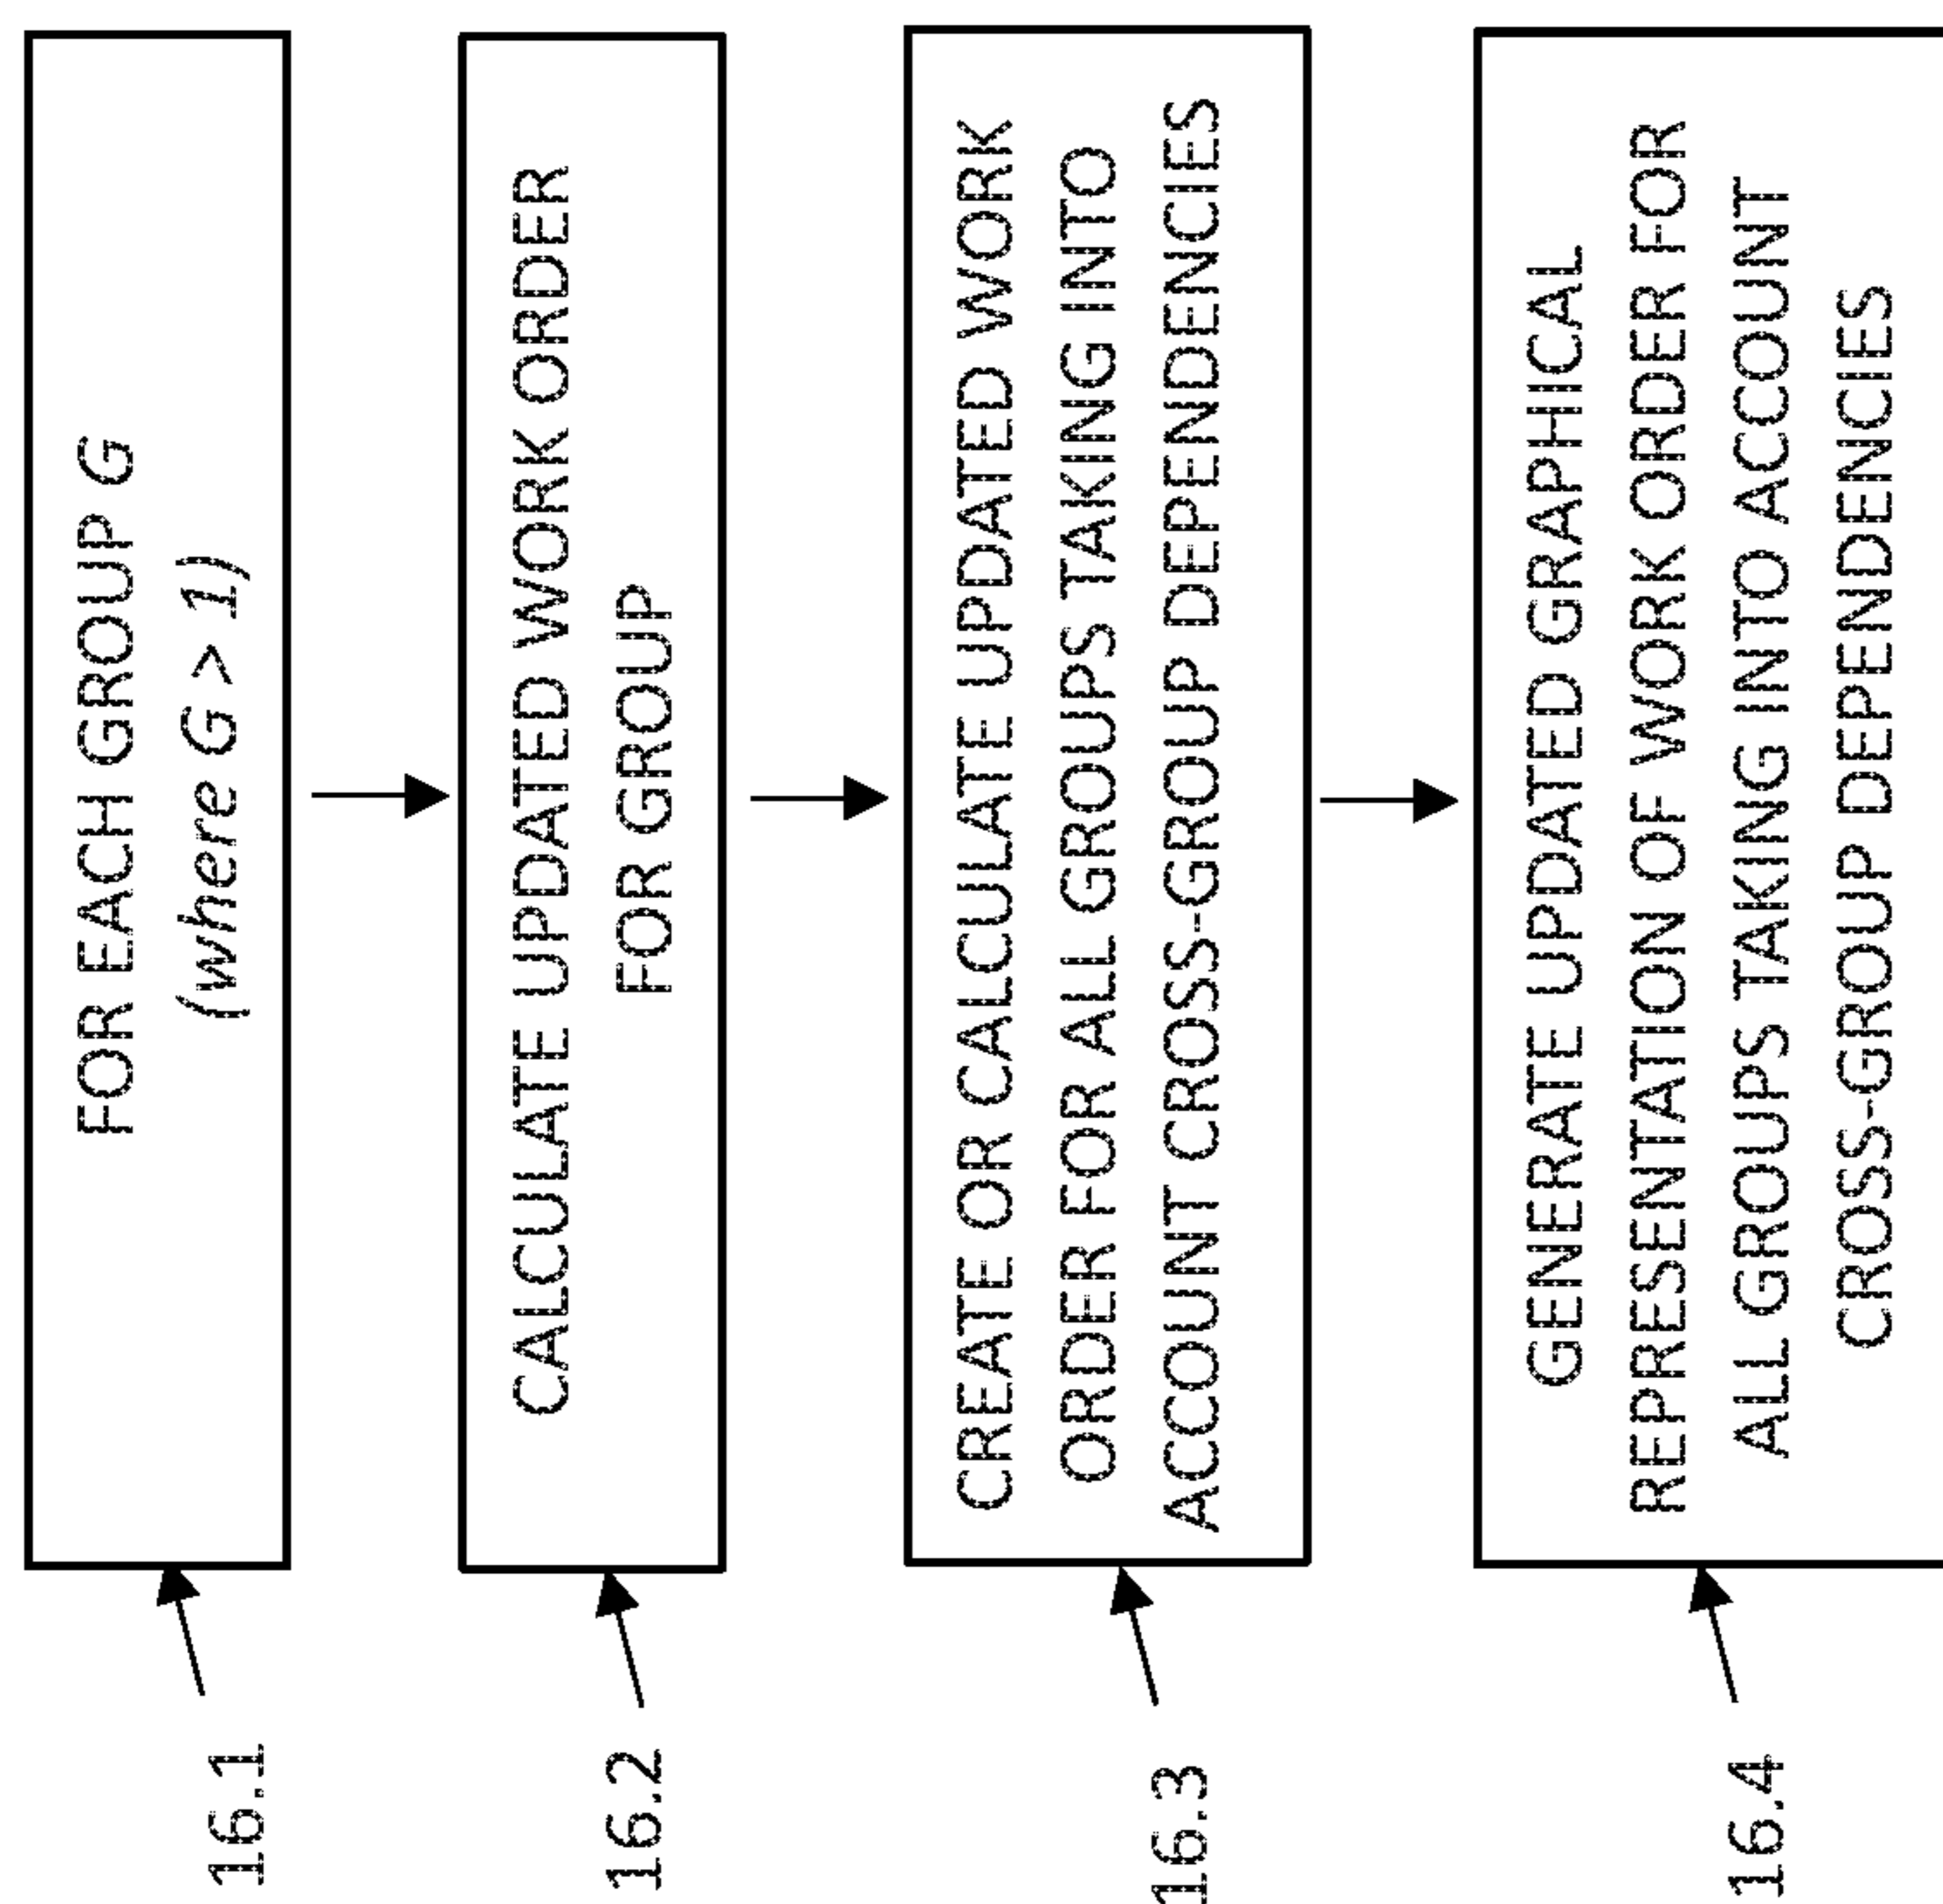 16.1
FOR EACH GROUP G
(where G > 1)
16.2
CALCULATE UPDATED WORK ORDER
FOR GROUP
16.3
CREATE OR CALCULATE UPDATED WORK
ORDER FOR ALL GROUPS TAKING INTO
ACCOUNT CROSS-GROUP DEPENDENCIES
16.4
GENERATE UPDATED GRAPHICAL
REPRESENTATION OF WORK ORDER FOR
ALL GROUPS TAKING INTO ACCOUNT
CROSS-GROUP DEPENDENCIES